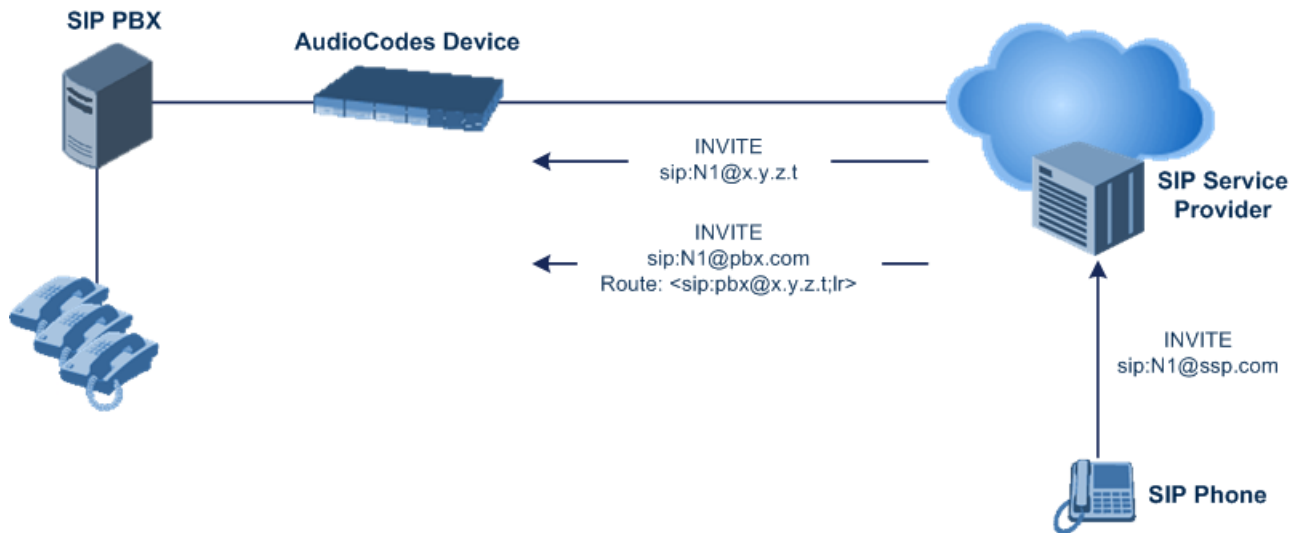 SIP PBX
AudioCodes Device
INVITE
sip:N1@x.y.z.t
SIP Service
Provider
INVITE
sip:N1@pbx.com
Route: <sip:pbx@x.y.z.t;lr>
INVITE
sip:N1@ssp.com
SIP Phone